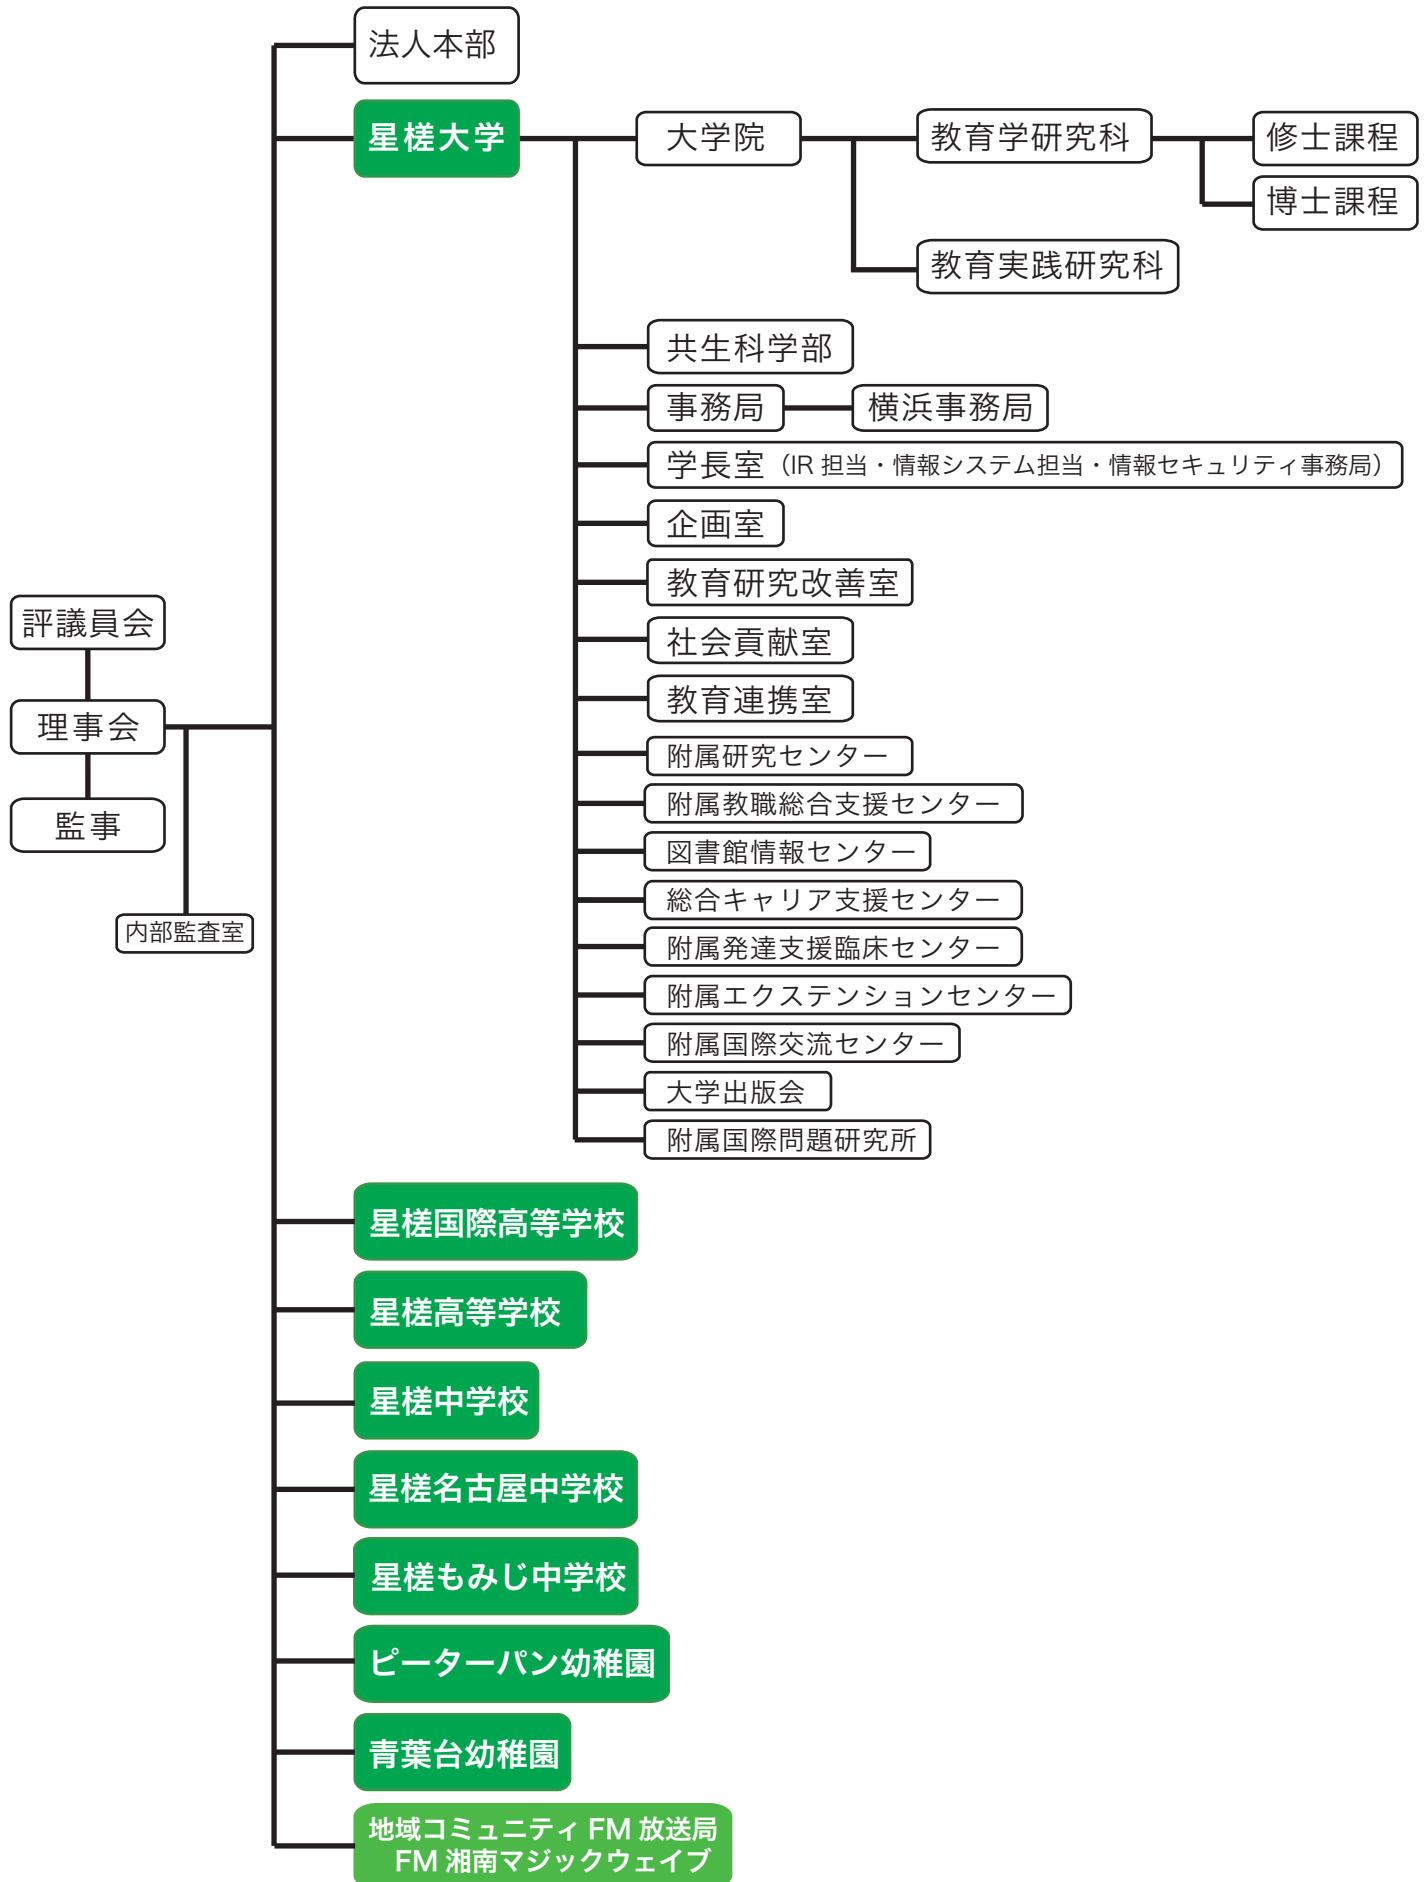 法人本部
星槎大学
大学院
教育学研究科
修士課程
博士課程
教育実践研究科
共生科学部
事務局
横浜事務局
学長室（IR 担当・情報システム担当・情報セキュリティ事務局）
企画室
教育研究改善室
社会貢献室
教育連携室
附属研究センター
附属教職総合支援センター
図書館情報センター
総合キャリア支援センター
附属発達支援臨床センター
附属エクステンションセンター
附属国際交流センター
大学出版会
附属国際問題研究所
評議員会
理事会
監事
内部監査室
星槎国際高等学校
星槎高等学校
星槎中学校
星槎名古屋中学校
星槎もみじ中学校
ピーターパン幼稚園
青葉台幼稚園
地域コミュニティ FM 放送局
FM 湘南マジックウェイブ